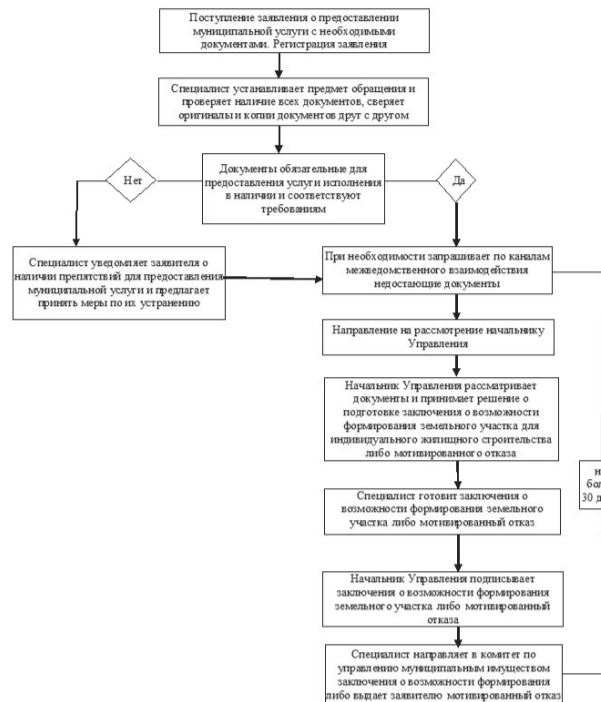 Поступление заявления о предоставлении
муниципальной услуги с необходимыми
документами. Регистрация заявления
Специалист устанавливает предмет обращения и
проверяет наличие всех документов, сверяет
оригиналы и копии документов друг с другом
Нет
Документы обязательные для
предоставления услуги исполнения
в наличии и соответствуют
требованиям
Да
Специалист уведомляет заявителя о
наличии препятствий для предоставления
муниципальной услуги и предлагает
принять меры по их устранению
При необходимости запрашивает по каналам
межведомственного взаимодействия
недостающие документы
Направление на рассмотрение начальнику
Управления
Начальник Управления рассматривает
документы и принимает решение о
подготовке заключения о возможности
формирования земельного участка для
индивидуального жилищного строительства
либо мотивированного отказа
н
бол
30 д
Специалист готовит заключения о
возможности формирования земельного
участка либо мотивированный отказ
Начальник Управления подписывает
заключения о возможности формирования
земельного участка либо мотивированный
отказа
Специалист направляет в комитет по
управлению муниципальным имуществом
заключения о возможности формирования
либо выдает заявителю мотивированный отказ